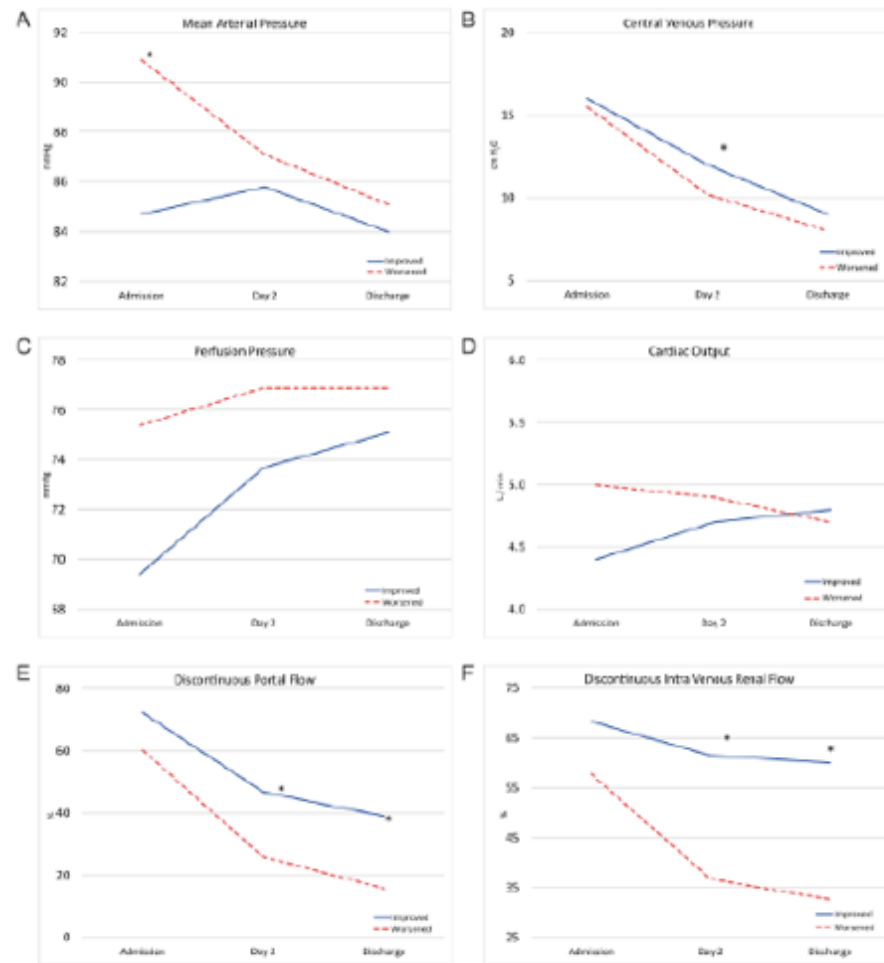 A
Mean Arterial Pressure
92
90
88
86
84
82
mmHg
*
Admission
Day 2
Discharge
Improved
Worsened
B
Central Venous Pressure
20
15
10
5
cm H2O
*
Admission
Day 2
Discharge
Improved
Worsened
C
Perfusion Pressure
78
76
74
72
70
68
mmHg
Admission
Day 2
Discharge
Improved
Worsened
D
Cardiac Output
6.0
5.5
5.0
4.5
4.0
L/min
Admission
Day 2
Discharge
Improved
Worsened
E
Discontinuous Portal Flow
80
60
40
20
0
%
*
*
Admission
Day 2
Discharge
Improved
Worsened
F
Discontinuous Intra Venous Renal Flow
75
65
55
45
35
25
%
*
*
Admission
Day 2
Discharge
Improved
Worsened